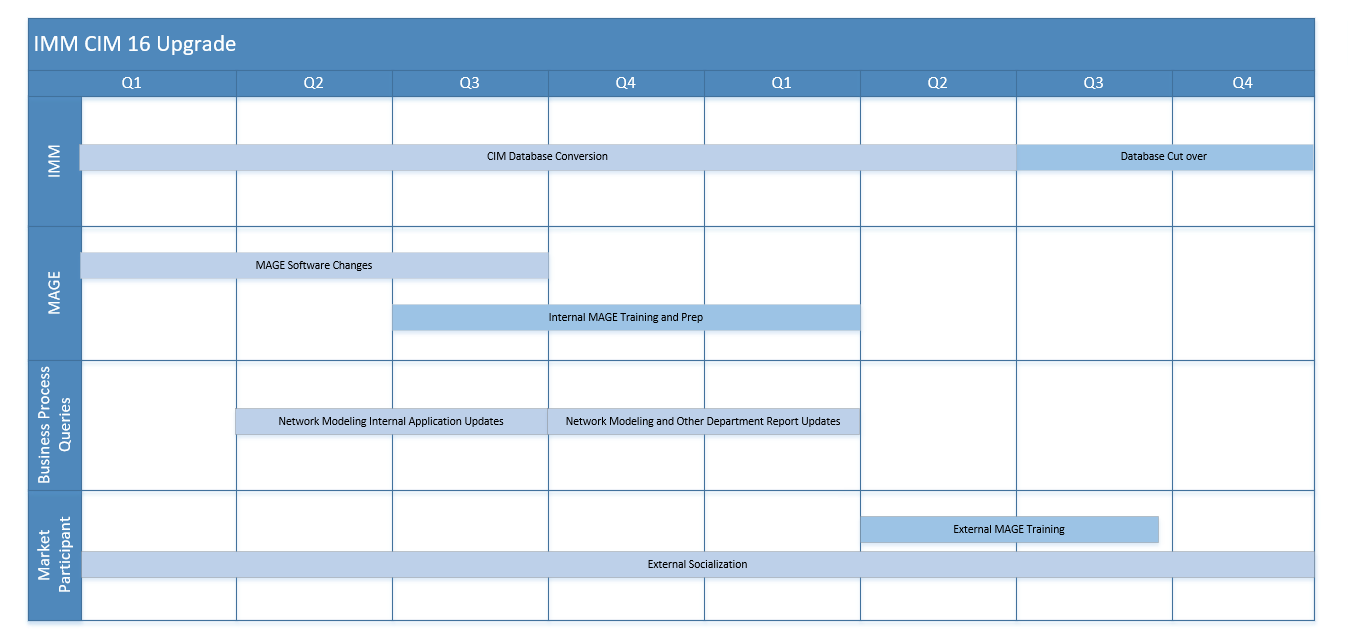 IMM CIM 16 Upgrade
Q1 Q2 Q3 Q4 Q1 Q2 Q3 Q4
IMM
CIM Database Conversion
Database Cut over
MAGE
MAGE Software Changes
Internal MAGE Training and Prep
Business Process
Queries
Network Modeling Internal Application Updates
Network Modeling and Other Department Report Updates
Market
Participant
External MAGE Training
External Socialization